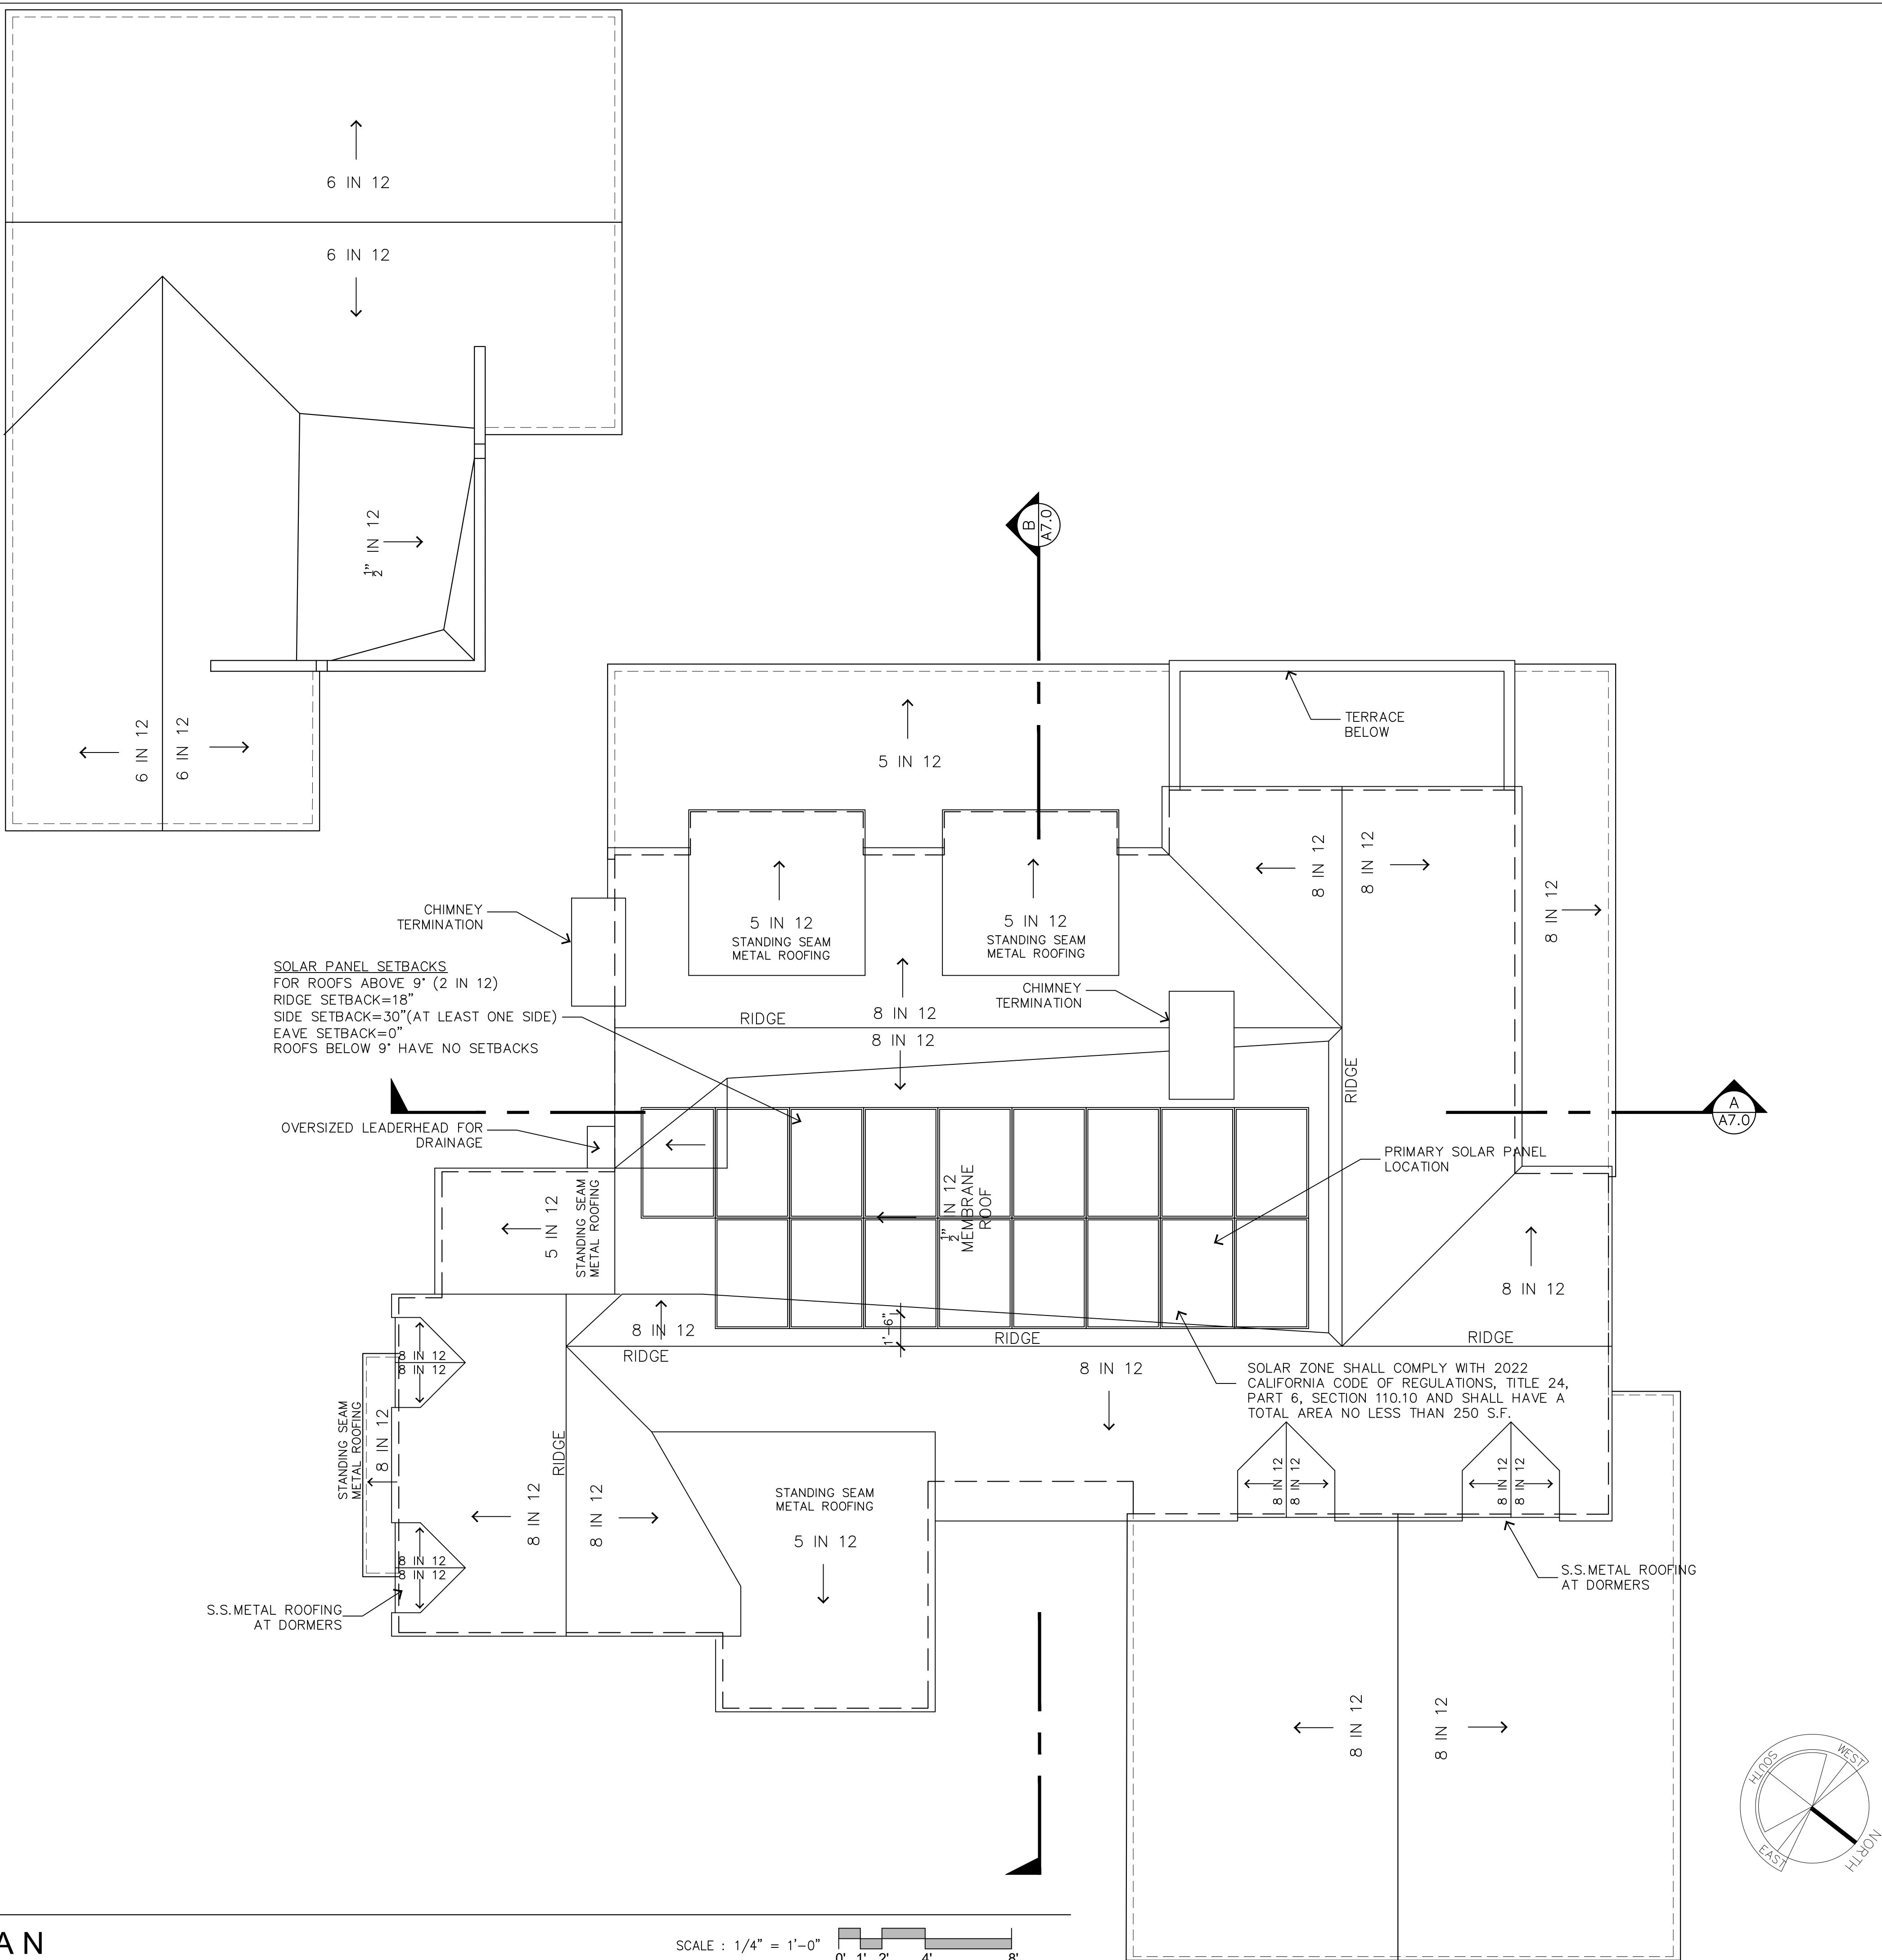 6 IN 12
6 IN 12
1/2" IN 12
6 IN 12
6 IN 12
B
A7.0
TERRACE
BELOW
5 IN 12
8 IN 12
8 IN 12
8 IN 12
CHIMNEY
TERMINATION
5 IN 12
STANDING SEAM
METAL ROOFING
5 IN 12
STANDING SEAM
METAL ROOFING
SOLAR PANEL SETBACKS
FOR ROOFS ABOVE 9° (2 IN 12)
RIDGE SETBACK=18"
SIDE SETBACK=30"(AT LEAST ONE SIDE)
EAVE SETBACK=0"
ROOFS BELOW 9° HAVE NO SETBACKS
CHIMNEY
TERMINATION
RIDGE
8 IN 12
8 IN 12
RIDGE
A
A7.0
OVERSIZED LEADERHEAD FOR
DRAINAGE
PRIMARY SOLAR PANEL
LOCATION
5 IN 12
STANDING SEAM
METAL ROOFING
1/2" IN 12
MEMBRANE
ROOF
8 IN 12
8 IN 12
RIDGE
1'-6"
RIDGE
RIDGE
8 IN 12
8 IN 12
8 IN 12
STANDING SEAM
METAL ROOFING
8 IN 12
RIDGE
SOLAR ZONE SHALL COMPLY WITH 2022
CALIFORNIA CODE OF REGULATIONS, TITLE 24,
PART 6, SECTION 110.10 AND SHALL HAVE A
TOTAL AREA NO LESS THAN 250 S.F.
8 IN 12
8 IN 12
8 IN 12
8 IN 12
8 IN 12
8 IN 12
STANDING SEAM
METAL ROOFING
5 IN 12
8 IN 12
8 IN 12
S.S.METAL ROOFING
AT DORMERS
S.S.METAL ROOFING
AT DORMERS
8 IN 12
8 IN 12
SOUTH
WEST
EAST
NORTH
AN
SCALE : 1/4" = 1'-0"
0' 1' 2' 4' 8'